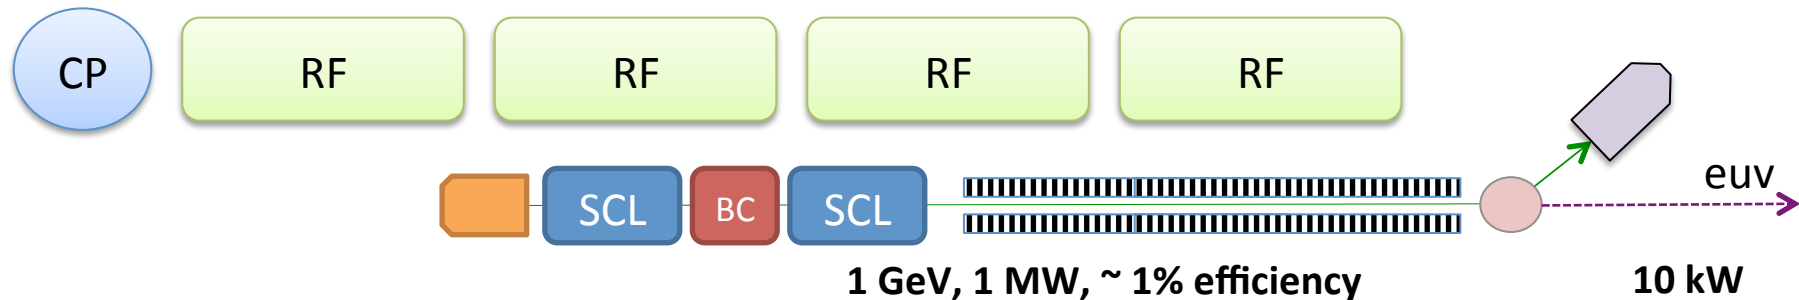 CP
RF
RF
RF
RF
SCL
BC
SCL
euv
1 GeV, 1 MW, ~ 1% efficiency
10 kW